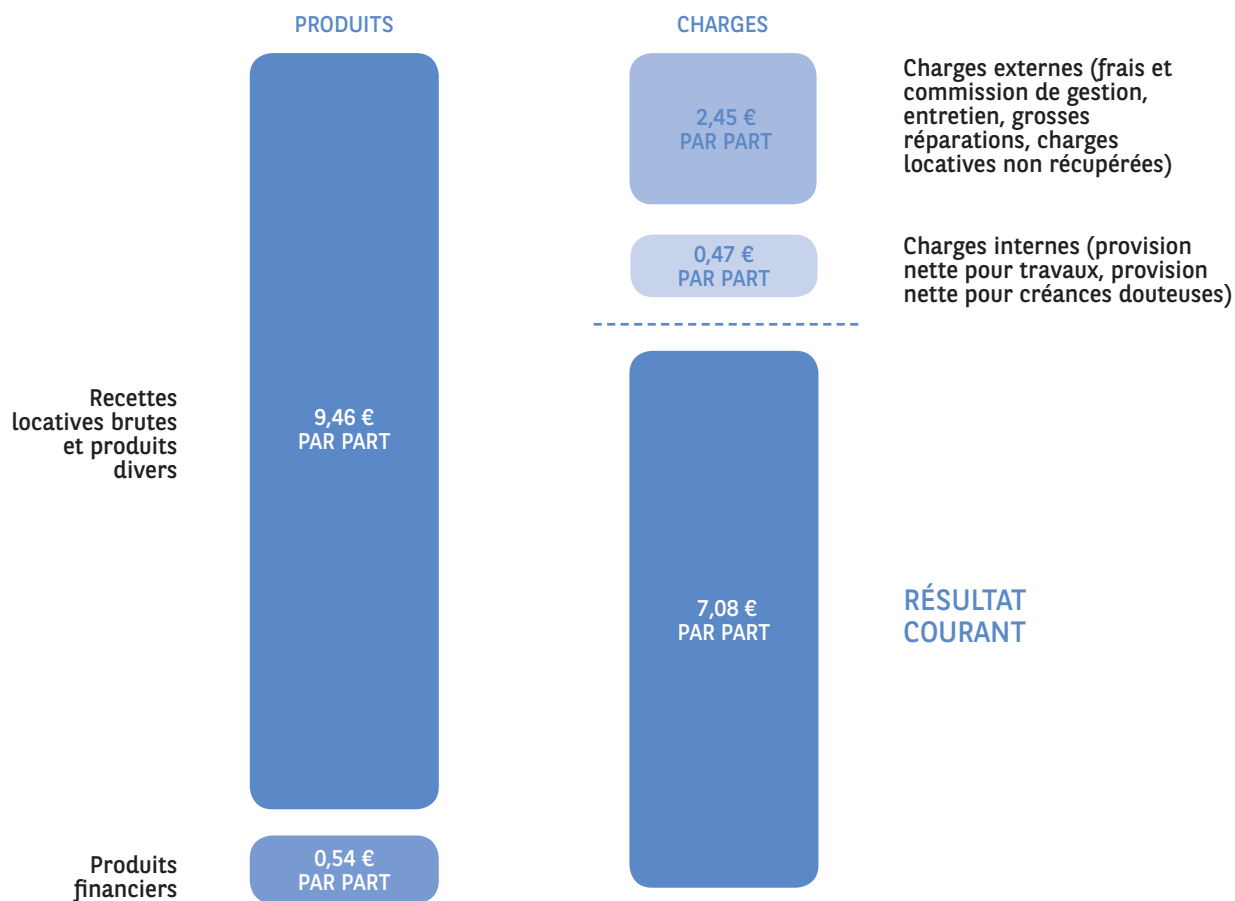 PRODUITS
CHARGES
2,45 €
PAR PART
Charges externes (frais et
commission de gestion,
entretien, grosses
réparations, charges
locatives non récupérées)
0,47 €
PAR PART
Charges internes (provision
nette pour travaux, provision
nette pour créances douteuses)
Recettes
locatives brutes
et produits
divers
9,46 €
PAR PART
7,08 €
PAR PART
RÉSULTAT
COURANT
Produits
financiers
0,54 €
PAR PART